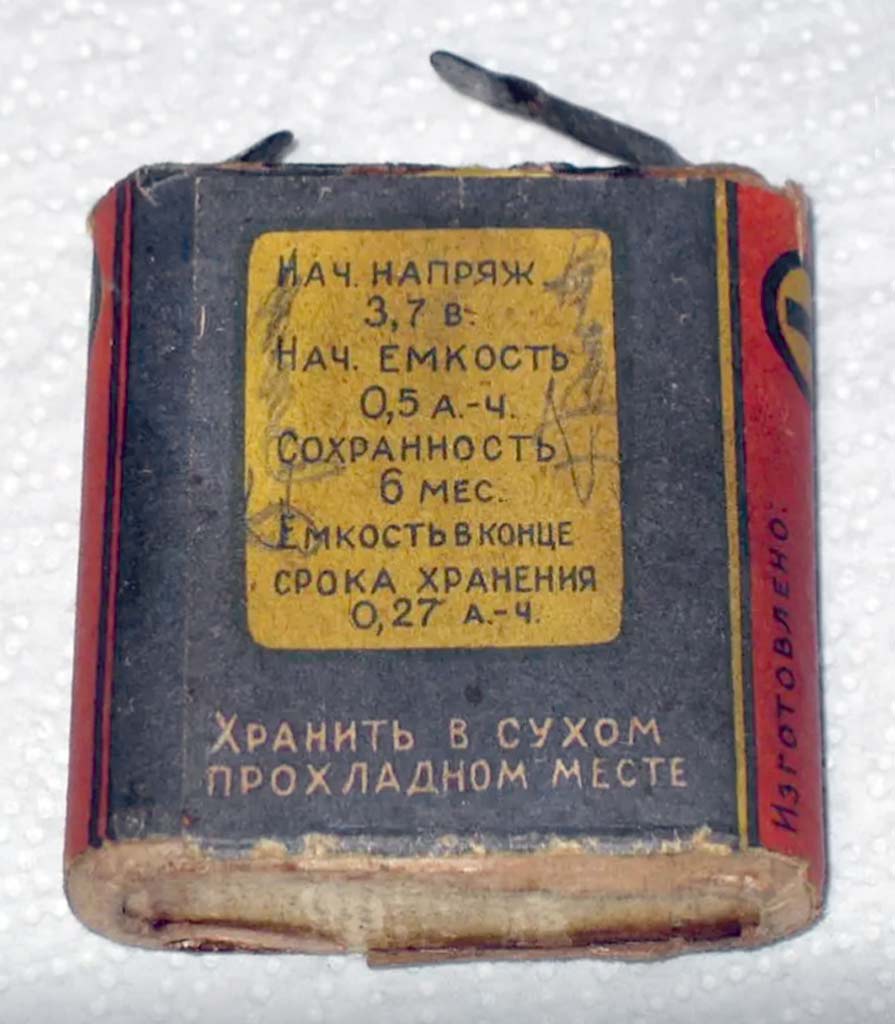 НАЧ. НАПРЯЖ.
3,7 В.
НАЧ. ЕМКОСТЬ
0,5 А.-Ч.
СОХРАННОСТЬ
6 МЕС.
ЕМКОСТЬ В КОНЦЕ
СРОКА ХРАНЕНИЯ
0,27 А.-Ч.
ХРАНИТЬ В СУХОМ
ПРОХЛАДНОМ МЕСТЕ
ИЗГОТОВЛЕНО: